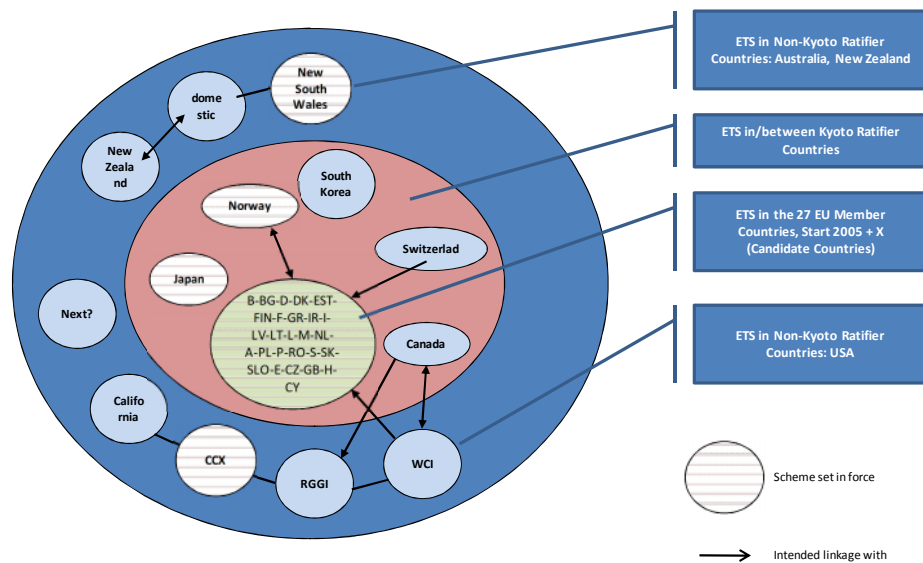 New
South
Wales
dome
stic
New
Zeala
nd
South
Korea
Norway
Switzerlad
Japan
B-BG-D-DK-EST-
FIN-F-GR-IR-I-
LV-LT-L-M-NL-
A-PL-P-RO-S-SK-
SLO-E-CZ-GB-H-
CY
Next?
Canada
Califo
rnia
CCX
RGGI
WCI
ETS in Non-Kyoto Ratifier
Countries: Australia, New Zealand
ETS in/between Kyoto Ratifier
Countries
ETS in the 27 EU Member
Countries, Start 2005 + X
(Candidate Countries)
ETS in Non-Kyoto Ratifier
Countries: USA
Scheme set in force
Intended linkage with